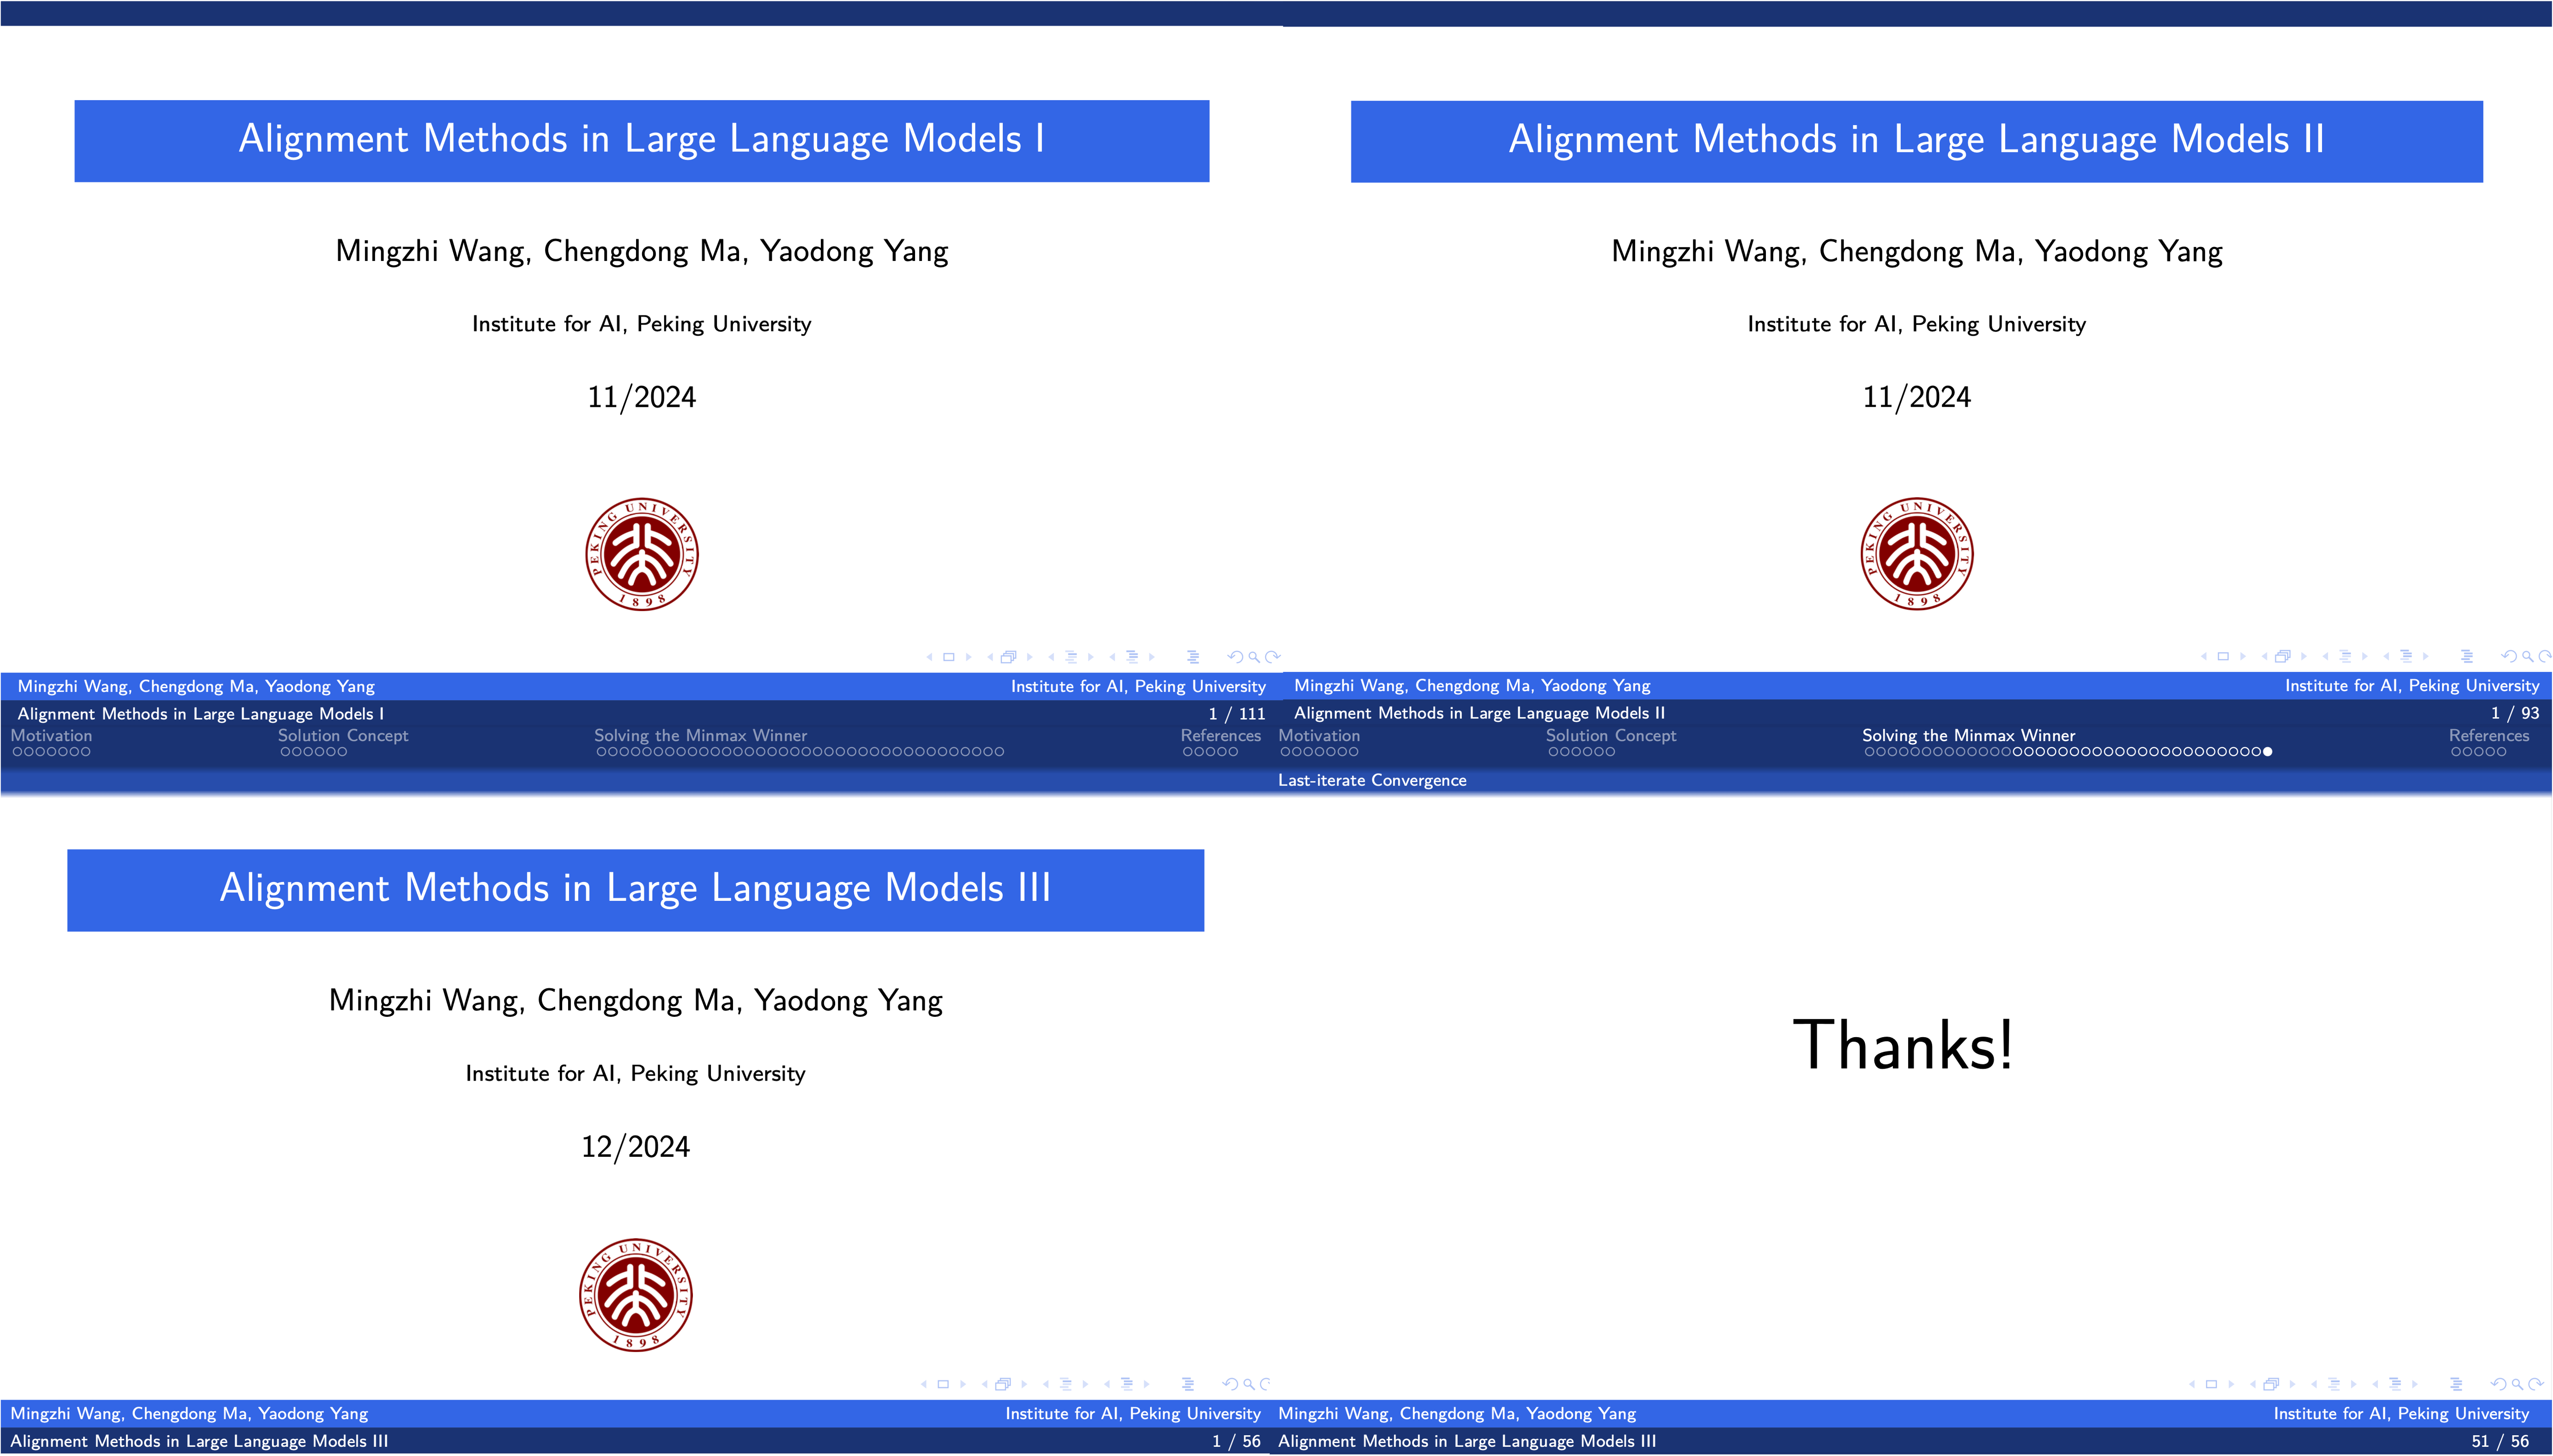 Alignment Methods in Large Language Models I
Mingzhi Wang, Chengdong Ma, Yaodong Yang
Institute for AI, Peking University
11/2024
PEKING UNIVERSITY
1898
Mingzhi Wang, Chengdong Ma, Yaodong Yang Institute for AI, Peking University
Alignment Methods in Large Language Models I 1 / 111
Alignment Methods in Large Language Models II
Mingzhi Wang, Chengdong Ma, Yaodong Yang
Institute for AI, Peking University
11/2024
PEKING UNIVERSITY
1898
Mingzhi Wang, Chengdong Ma, Yaodong Yang Institute for AI, Peking University
Alignment Methods in Large Language Models II 1 / 93
Motivation Solution Concept Solving the Minmax Winner References
Alignment Methods in Large Language Models III
Mingzhi Wang, Chengdong Ma, Yaodong Yang
Institute for AI, Peking University
12/2024
PEKING UNIVERSITY
1898
Mingzhi Wang, Chengdong Ma, Yaodong Yang Institute for AI, Peking University
Alignment Methods in Large Language Models III 1 / 56
Motivation Solution Concept Solving the Minmax Winner References
Last-iterate Convergence
Thanks!
Mingzhi Wang, Chengdong Ma, Yaodong Yang Institute for AI, Peking University
Alignment Methods in Large Language Models III 51 / 56